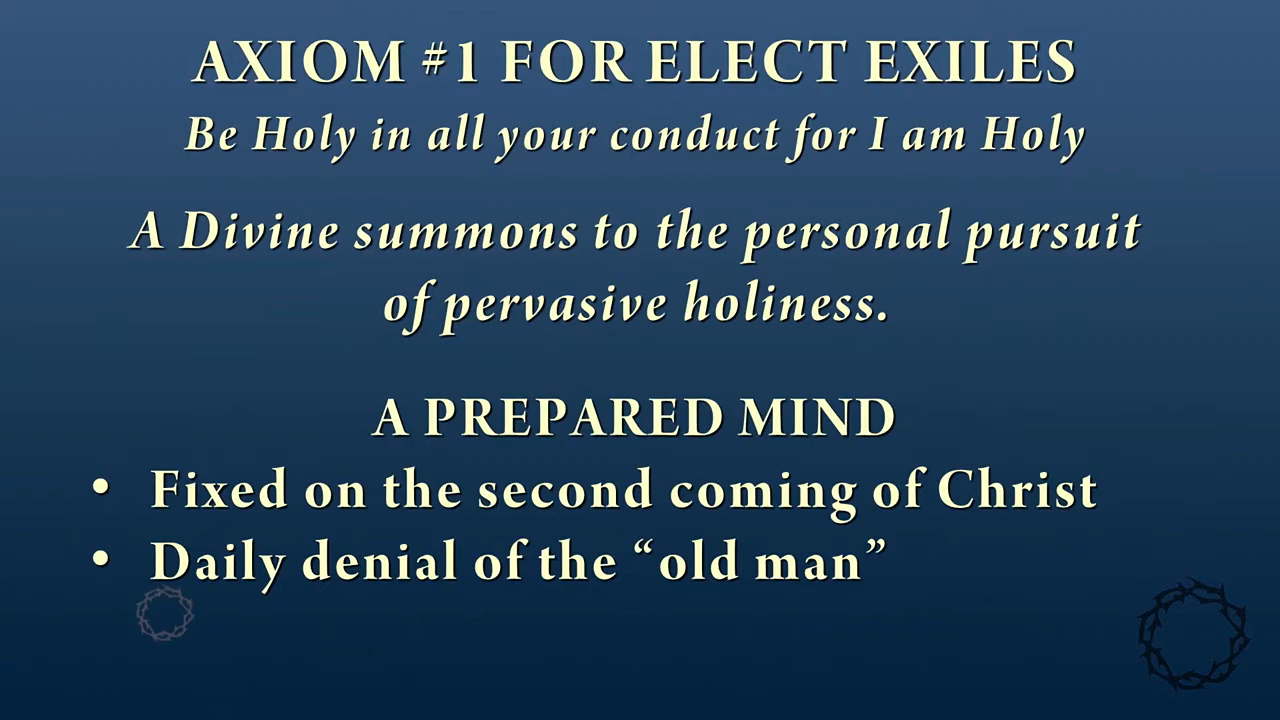 AXIOM #1 FOR ELECT EXILES
Be Holy in all your conduct for I am Holy
A Divine summons to the personal pursuit
of pervasive holiness.
A PREPARED MIND
• Fixed on the second coming of Christ
• Daily denial of the “old man”